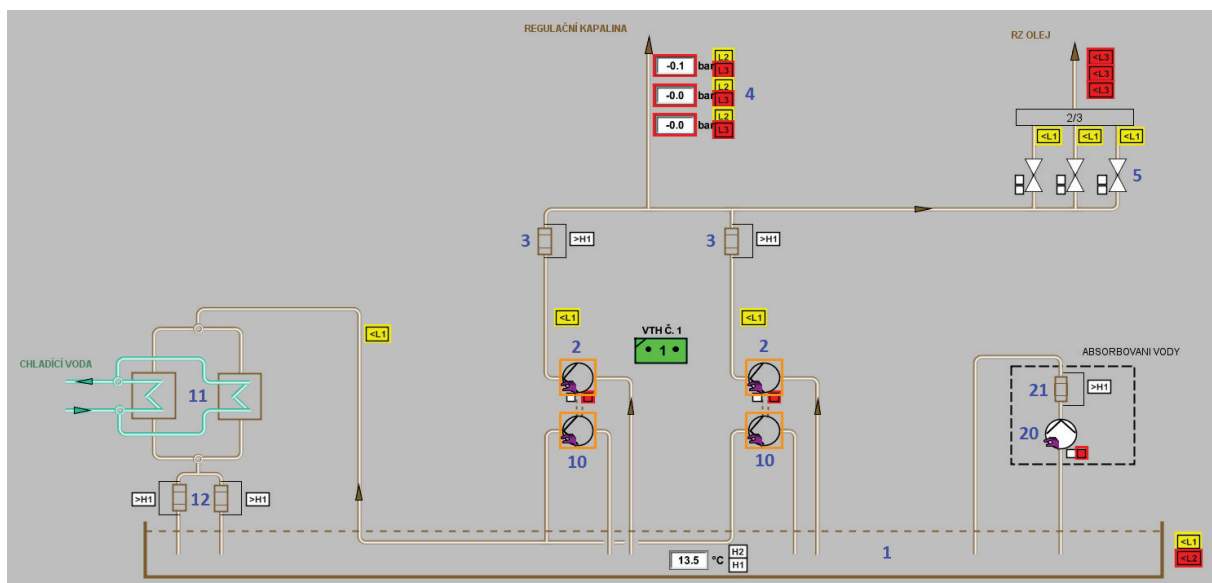 REGULAČNÍ KAPALINA
RZ OLEJ
-0.1 bar L2
L3
-0.0 bar L2
L3
-0.0 bar L2
L3
4
<L3
<L3
<L3
2/3
<L1 <L1 <L1
5
3 >H1
3 >H1
<L1
<L1
<L1
VTH Č. 1
1
2
2
CHLADÍCÍ VODA
11
ABSORBOVANI VODY
21 >H1
20
10
10
>H1 12 >H1
1
13.5 °C H2
H1
<L1
<L2